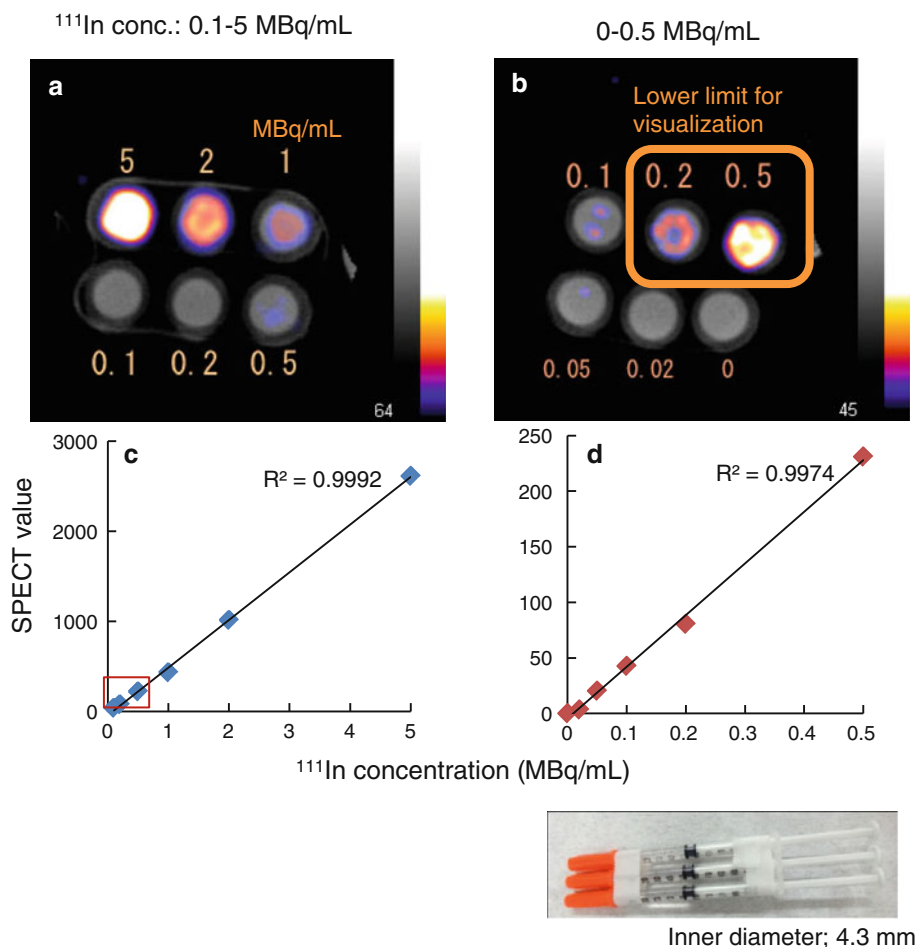 ¹¹¹In conc.: 0.1-5 MBq/mL
0-0.5 MBq/mL
a
MBq/mL
5 2 1
0.1 0.2 0.5
64
b
Lower limit for
visualization
0.1 0.2 0.5
0.05 0.02 0
45
c
R² = 0.9992
SPECT value
3000
2000
1000
0
0 1 2 3 4 5
d
R² = 0.9974
250
200
150
100
50
0
0 0.1 0.2 0.3 0.4 0.5
¹¹¹In concentration (MBq/mL)
Inner diameter; 4.3 mm